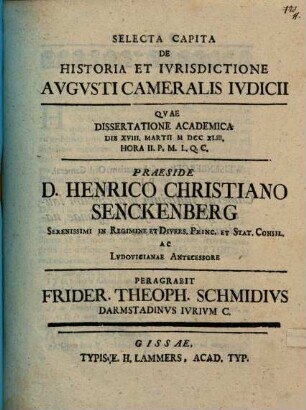 SELECTA CAPITA
DE
HISTORIA ET IVRISDICTIONE
AVGVSTI CAMERALIS IVDICII
QVAE
DISSERTATIONE ACADEMICA
DIE XVIII. MARTII M DCC XLIII,
HORA II. P. M. I. Q. C.
PRAESIDE
D. HENRICO CHRISTIANO
SENCKENBERG
SERENISSIMI IN REGIMINE ET DIVERS. PRINC. ET STAT. CONSIL.
AC
LVDOVICIANAE ANTECESSORE
PERAGRABIT
FRIDER. THEOPH. SCHMIDIVS
DARMSTADINVS IVRIVM C.
GISSAE,
TYPIS, E. H. LAMMERS, ACAD. TYP.